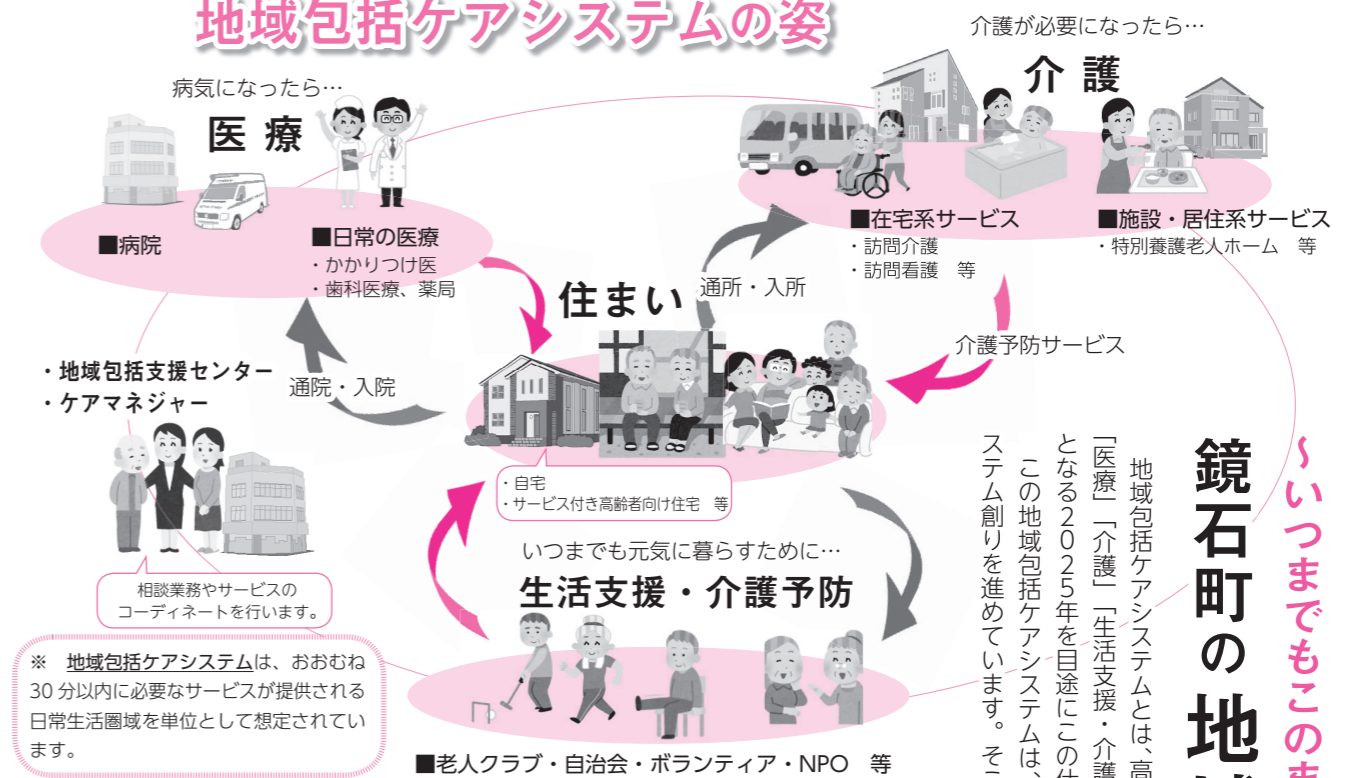 地域包括ケアシステムの姿
病気になったら…
医療
■病院
■日常の医療
・かかりつけ医
・歯科医療、薬局
介護が必要になったら…
介護
■在宅系サービス
・訪問介護
・訪問看護　等
■施設・居住系サービス
・特別養護老人ホーム　等
住まい
通所・入所
介護予防サービス
通院・入院
・地域包括支援センター
・ケアマネジャー
相談業務やサービスの
コーディネートを行います。
・自宅
・サービス付き高齢者向け住宅　等
いつまでも元気に暮らすために…
生活支援・介護予防
■老人クラブ・自治会・ボランティア・NPO　等
※　地域包括ケアシステムは、おおむね
30 分以内に必要なサービスが提供される
日常生活圏域を単位として想定されてい
ます。
～いつまでもこのま
鏡石町の地
地域包括ケアシステムとは、高
「医療」「介護」「生活支援・介護
となる２０２５年を目途にこの仕
この地域包括ケアシステムは、
ステム創りを進めています。そ